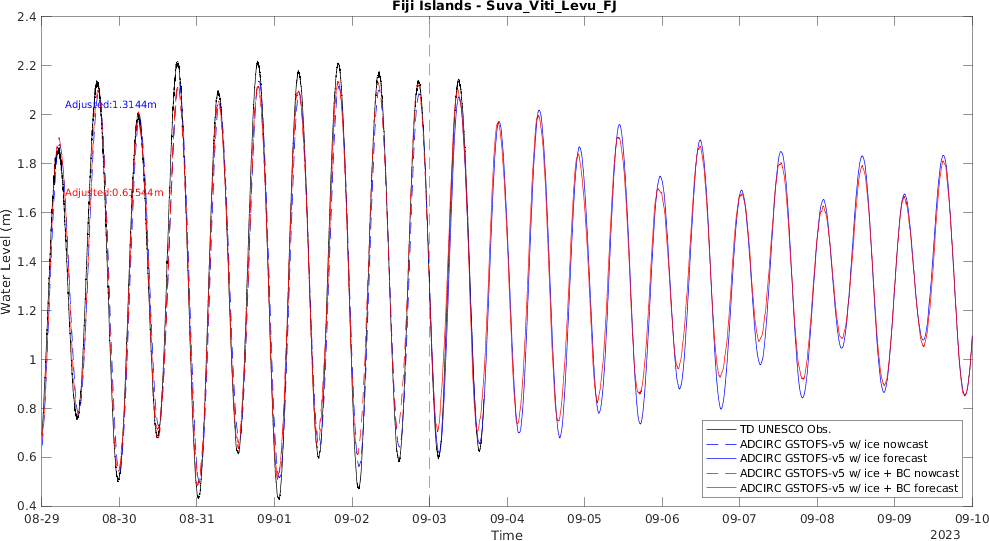 Fiji Islands - Suva_Viti_Levu_FJ
2.4
2.2
2
1.8
1.6
1.4
1.2
1
0.8
0.6
0.4
Water Level (m)
Adjusted:1.3144m
Adjusted:0.67544m
TD UNESCO Obs.
ADCIRC GSTOFS-v5 w/ ice nowcast
ADCIRC GSTOFS-v5 w/ ice forecast
ADCIRC GSTOFS-v5 w/ ice + BC nowcast
ADCIRC GSTOFS-v5 w/ ice + BC forecast
08-29 08-30 08-31 09-01 09-02 09-03 09-04 09-05 09-06 09-07 09-08 09-09 09-10
Time
2023